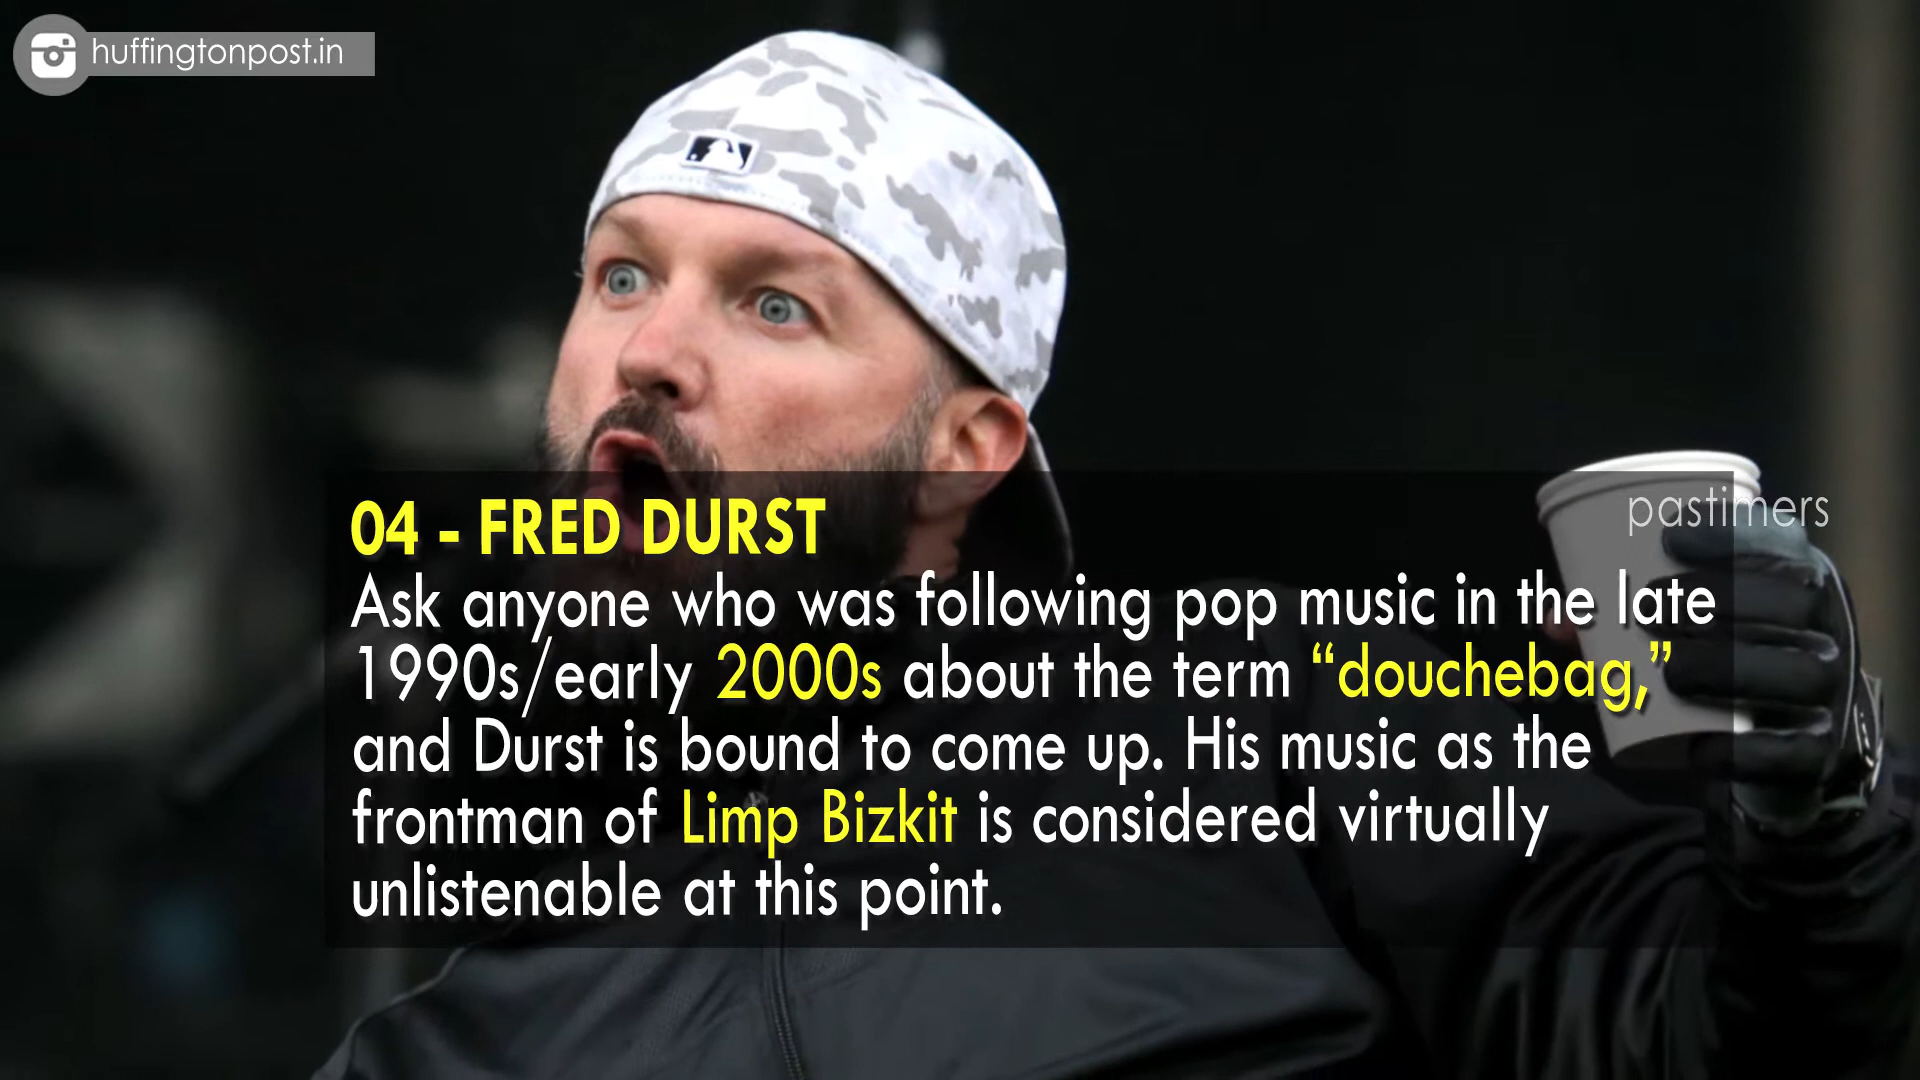 huffingtonpost.in
pastimers
04 - FRED DURST
Ask anyone who was following pop music in the late
1990s/early 2000s about the term “douchebag,”
and Durst is bound to come up. His music as the
frontman of Limp Bizkit is considered virtually
unlistenable at this point.